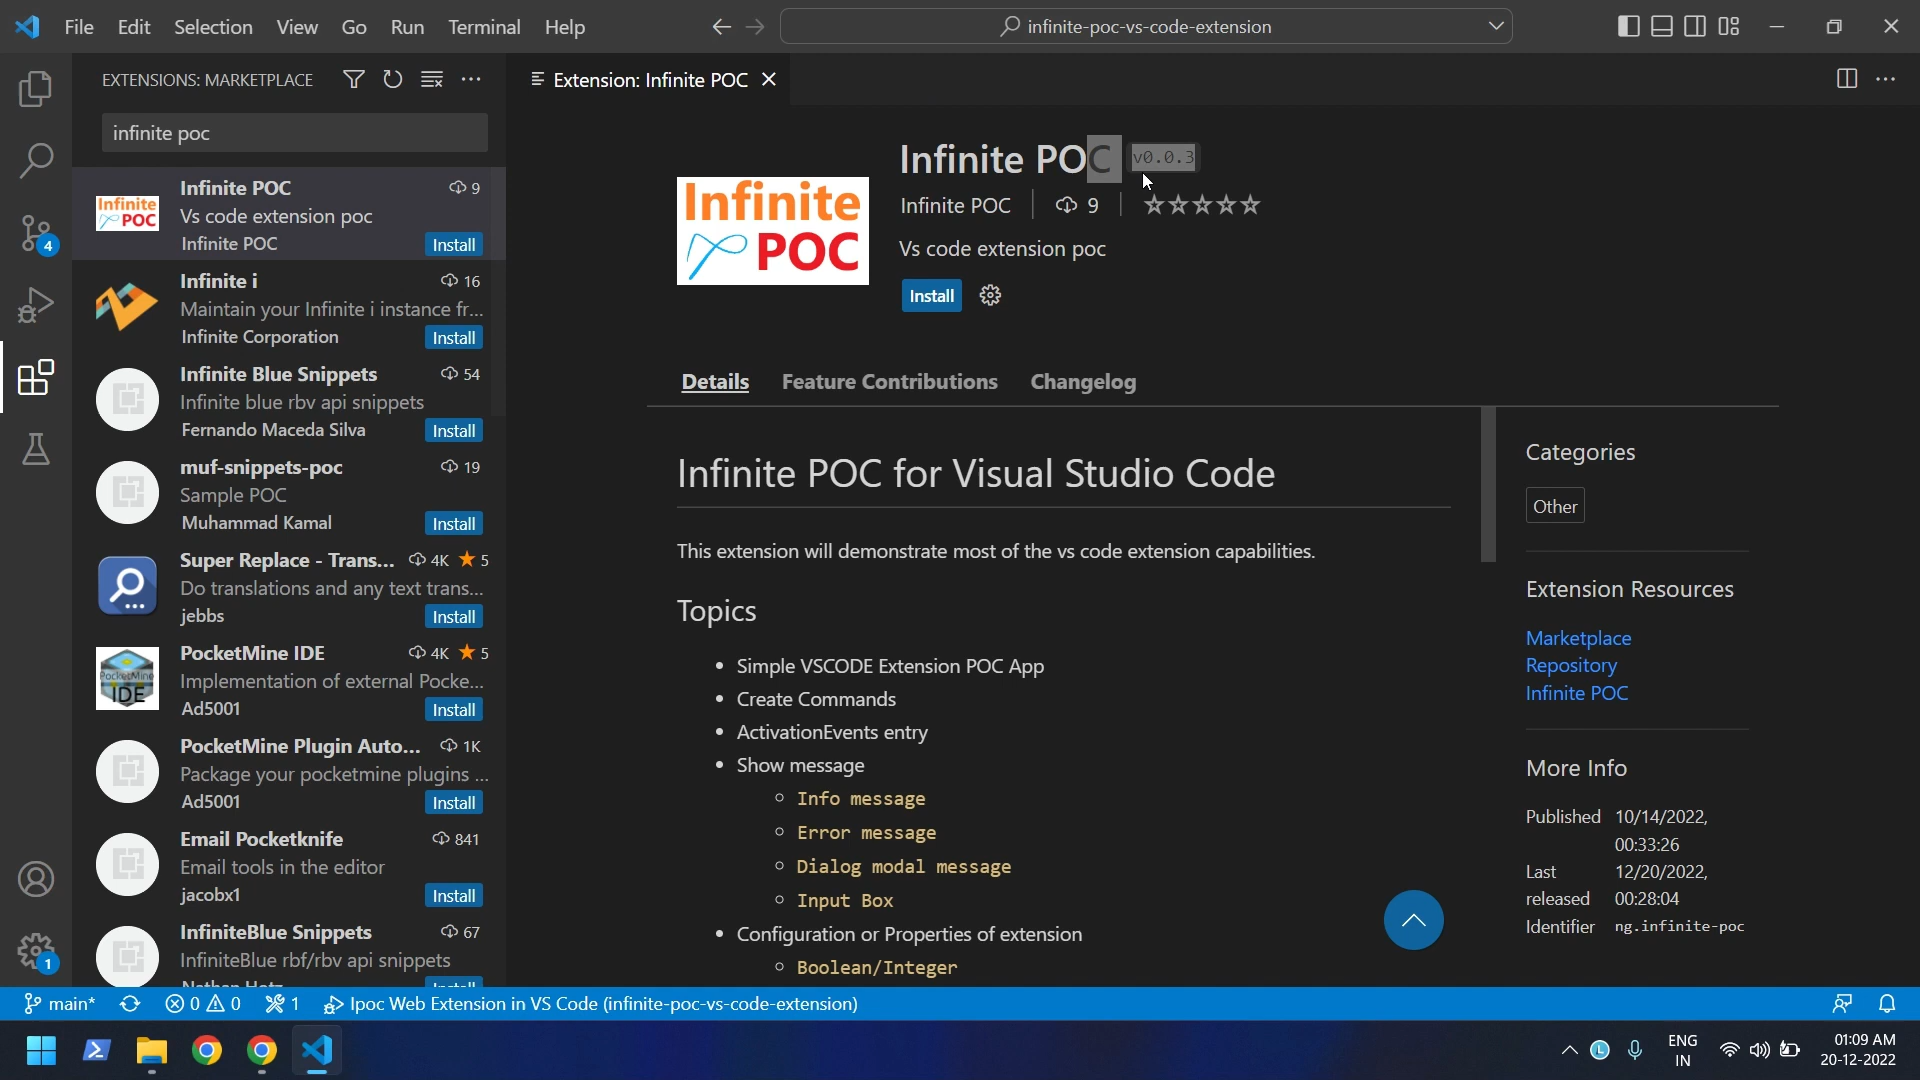 File Edit Selection View Go Run Terminal Help
infinite-poc-vs-code-extension
EXTENSIONS: MARKETPLACE
infinite poc
Infinite POC 9
Vs code extension poc
Infinite POC Install
Infinite POC
Infinite i 16
Maintain your Infinite i instance fr...
Infinite Corporation Install
Infinite Blue Snippets 54
Infinite blue rbv api snippets
Fernando Maceda Silva Install
muf-snippets-poc 19
Sample POC
Muhammad Kamal Install
Super Replace - Trans... 4K 5
Do translations and any text trans...
jebbs Install
PocketMine IDE 4K 5
Implementation of external Pocke...
Ad5001 Install
PocketMine
IDE
PocketMine Plugin Auto... 1K
Package your pocketmine plugins ...
Ad5001 Install
Email Pocketknife 841
Email tools in the editor
jacobx1 Install
InfiniteBlue Snippets 67
InfiniteBlue rbf/rbv api snippets
Extension: Infinite POC
Infinite
POC
Infinite POC v0.0.3
Infinite POC 9
Vs code extension poc
Install
Details Feature Contributions Changelog
Infinite POC for Visual Studio Code
This extension will demonstrate most of the vs code extension capabilities.
Topics
Simple VSCODE Extension POC App
Create Commands
ActivationEvents entry
Show message
Info message
Error message
Dialog modal message
Input Box
Configuration or Properties of extension
Boolean/Integer
Categories
Other
Extension Resources
Marketplace
Repository
Infinite POC
More Info
Published 10/14/2022,
00:33:26
Last 12/20/2022,
released 00:28:04
Identifier ng.infinite-poc
4
1
main* 0 0 1 Ipoc Web Extension in VS Code (infinite-poc-vs-code-extension)
ENG
IN
01:09 AM
20-12-2022